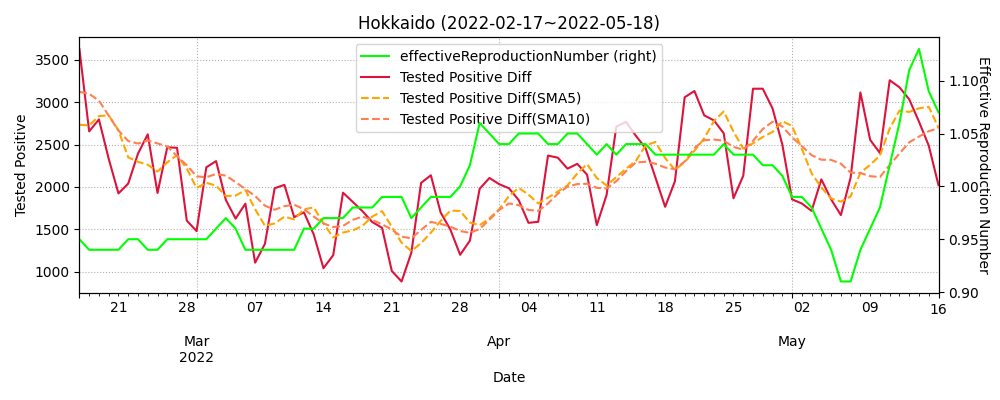 Hokkaido (2022-02-17~2022-05-18)
effectiveReproductionNumber (right)
Tested Positive Diff
Tested Positive Diff(SMA5)
Tested Positive Diff(SMA10)
Tested Positive
3500
3000
2500
2000
1500
1000
1.10
1.05
1.00
0.95
0.90
Effective Reproduction Number
21 28 07 14 21 28 04 11 18 25 02 09 16
Mar Apr May
2022
Date